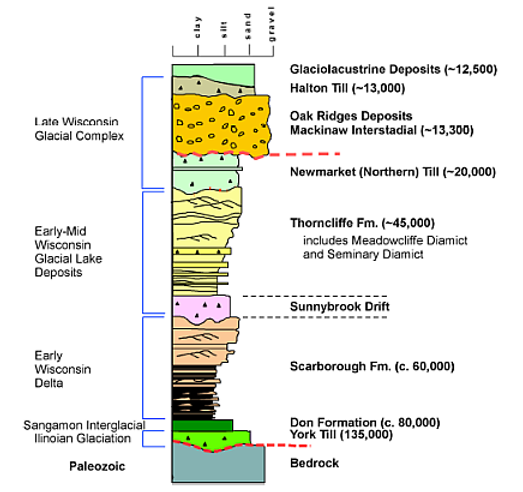 clay
silt
sand
gravel
Glaciolacustrine Deposits (~12,500)
Halton Till (~13,000)
Late Wisconsin
Glacial Complex
Oak Ridges Deposits
Mackinaw Interstadial (~13,300)
Newmarket (Northern) Till (~20,000)
Early-Mid
Wisconsin
Glacial Lake
Deposits
Thorncliffe Fm. (~45,000)
includes Meadowcliffe Diamict
and Seminary Diamict
Sunnybrook Drift
Early
Wisconsin
Delta
Scarborough Fm. (c. 60,000)
Sangamon Interglacial
Ilinoian Glaciation
Don Formation (c. 80,000)
York Till (135,000)
Paleozoic
Bedrock